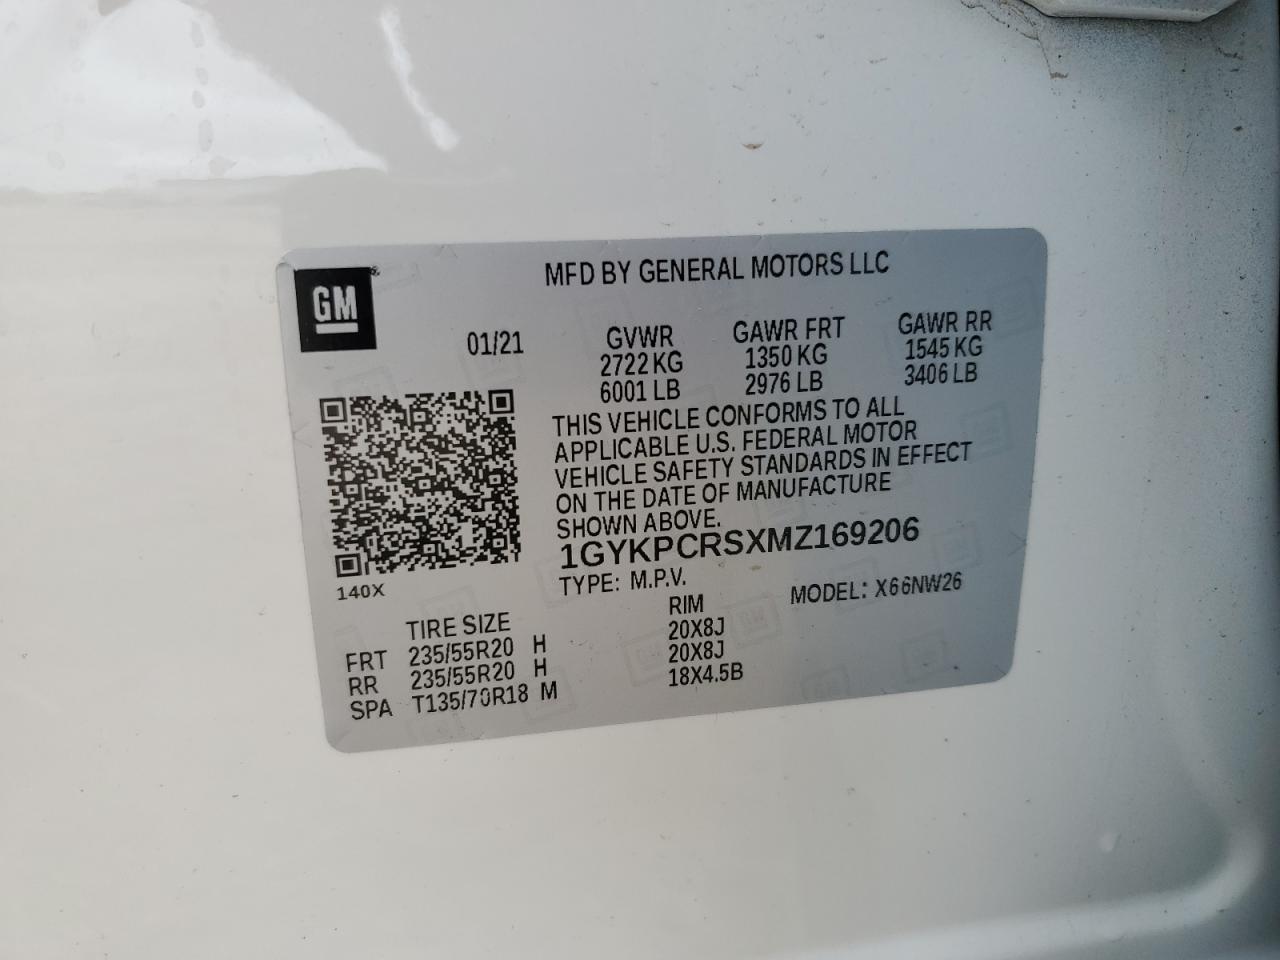 MFD BY GENERAL MOTORS LLC
GM
01/21 GVWR GAWR FRT GAWR RR
2722 KG 1350 KG 1545 KG
6001 LB 2976 LB 3406 LB
THIS VEHICLE CONFORMS TO ALL
APPLICABLE U.S. FEDERAL MOTOR
VEHICLE SAFETY STANDARDS IN EFFECT
ON THE DATE OF MANUFACTURE
SHOWN ABOVE.
1GYKPCRSXMZ169206
140X TYPE: M.P.V. MODEL: X66NW26
TIRE SIZE RIM
FRT 235/55R20 H 20X8J
RR 235/55R20 H 20X8J
SPA T135/70R18 M 18X4.5B